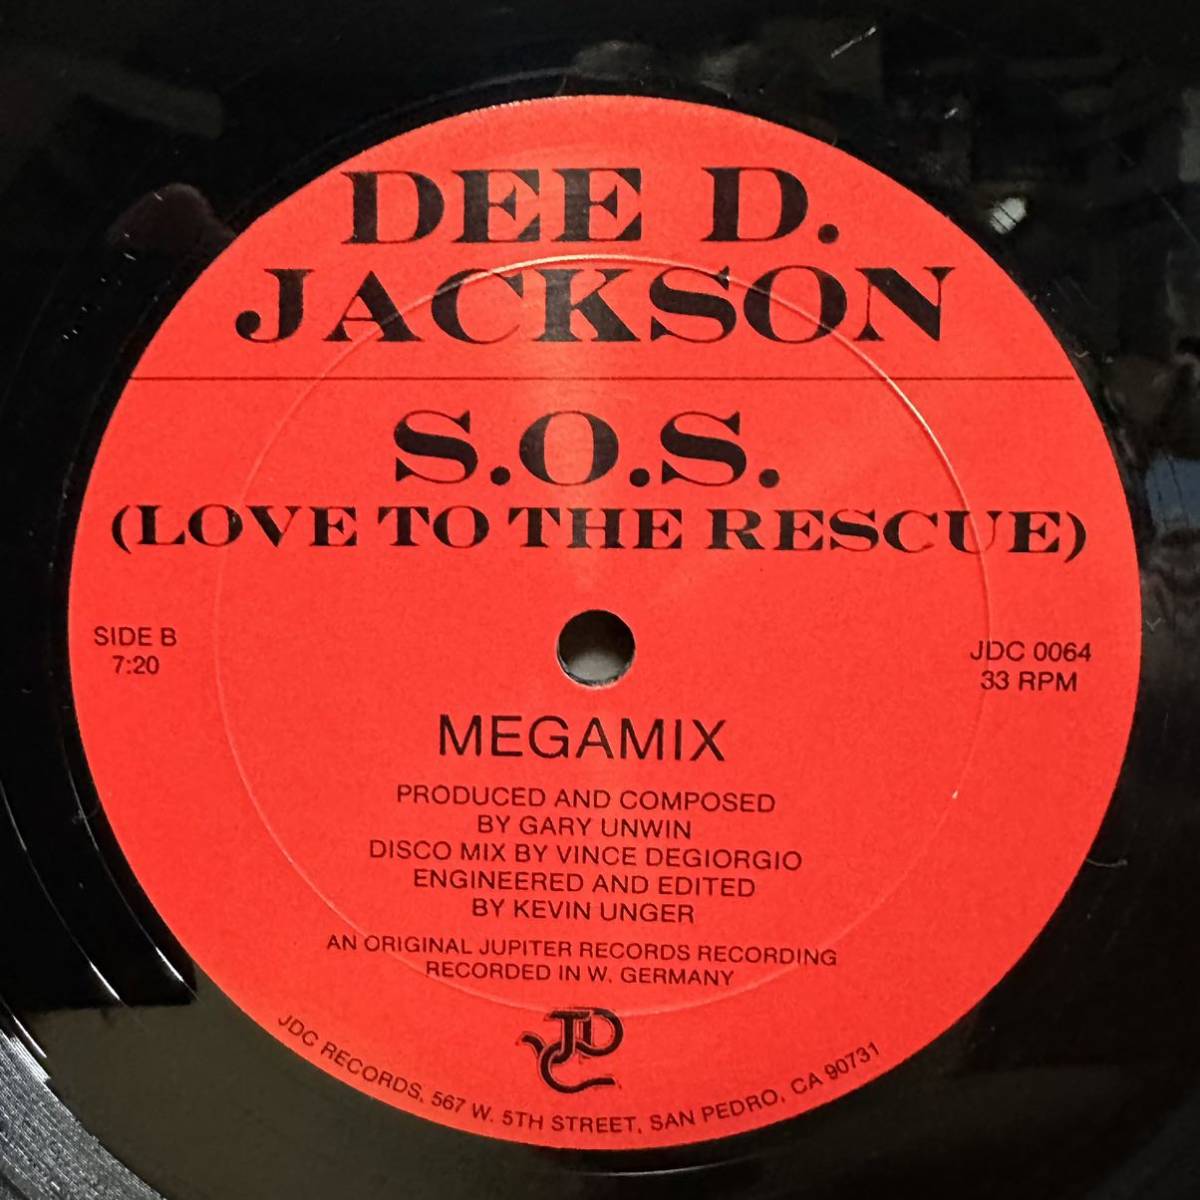 DEE D.
JACKSON
S.O.S.
(LOVE TO THE RESCUE)
SIDE B
7:20
JDC 0064
33 RPM
MEGAMIX
PRODUCED AND COMPOSED
BY GARY UNWIN
DISCO MIX BY VINCE DEGIORGIO
ENGINEERED AND EDITED
BY KEVIN UNGER
AN ORIGINAL JUPITER RECORDS RECORDING
RECORDED IN W. GERMANY
JDC
JDC RECORDS, 567 W. 5TH STREET, SAN PEDRO, CA 90731